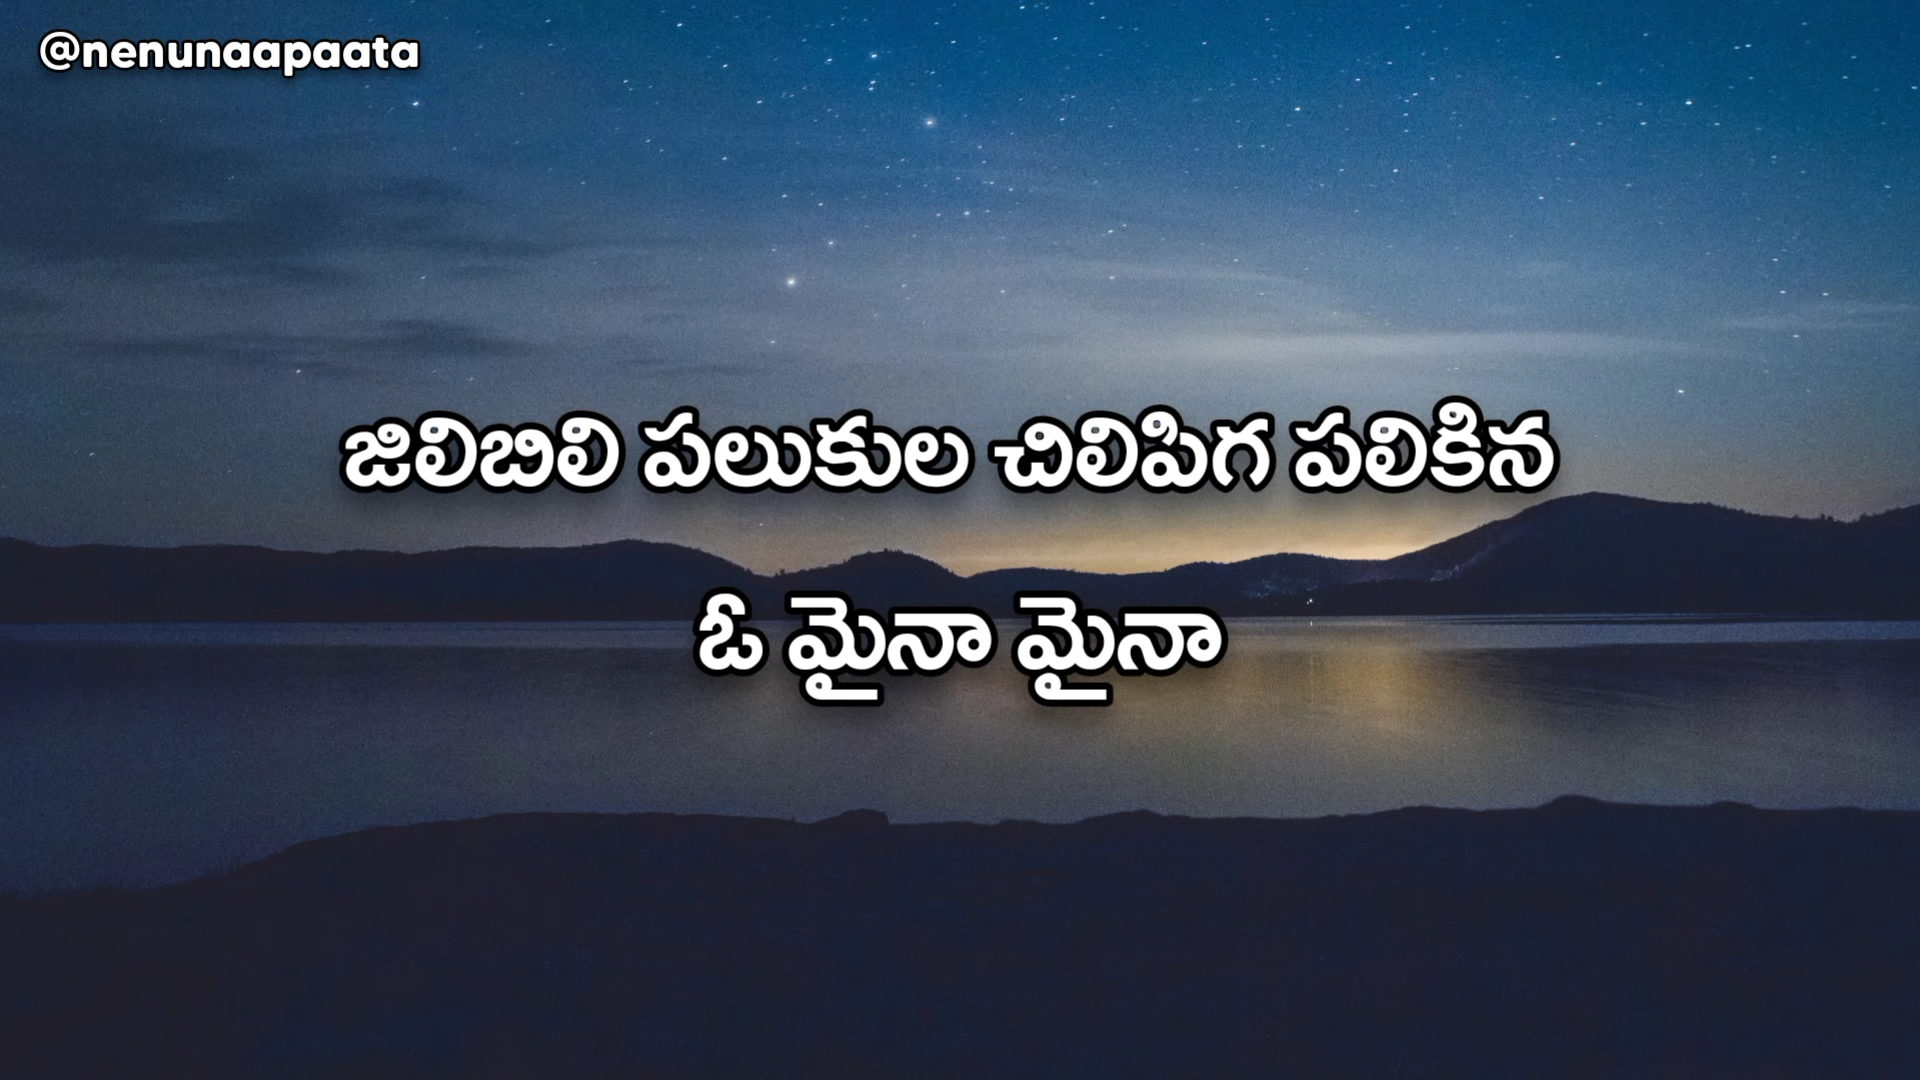 @nenunaapaata
జిలిబిలి పలుకుల చిలిపిగ పలికిన
ఓ మైనా మైనా